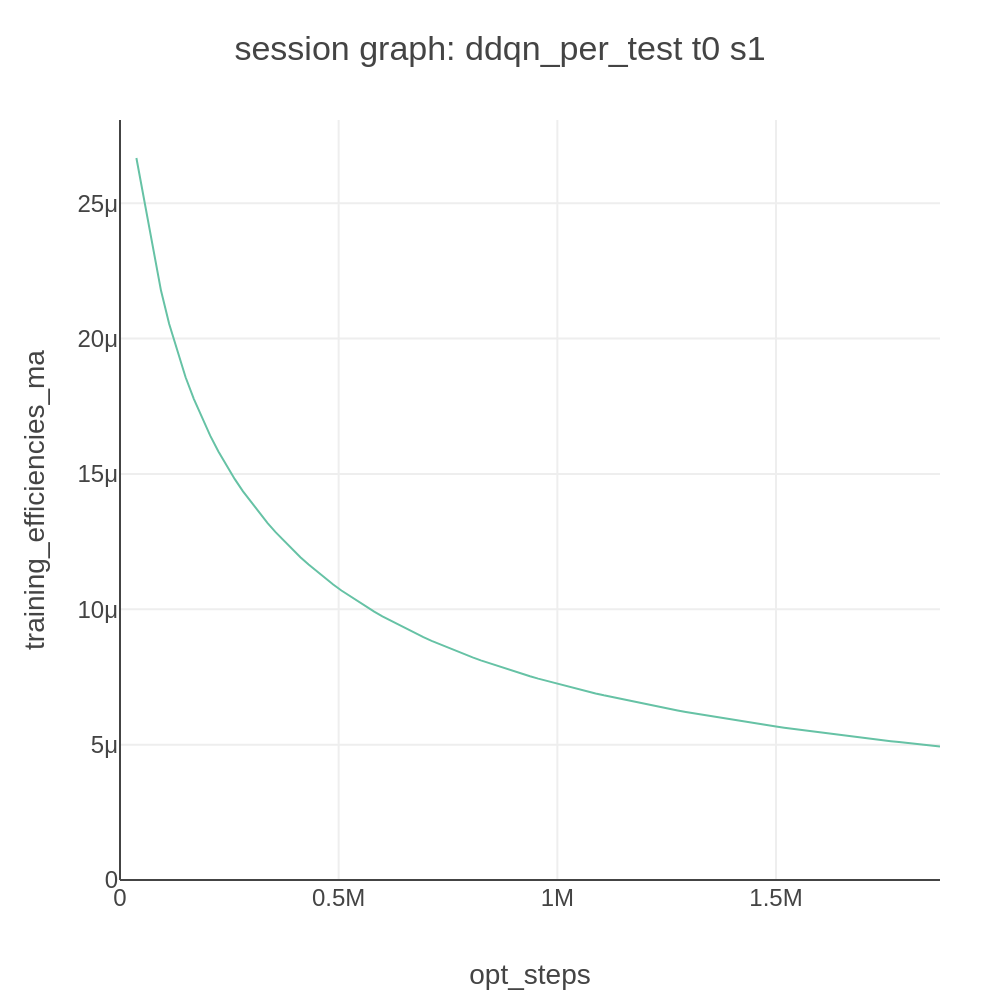 session graph: ddqn_per_test t0 s1
training_efficiencies_ma
25μ
20μ
15μ
10μ
5μ
0
0
0.5M
1M
1.5M
opt_steps